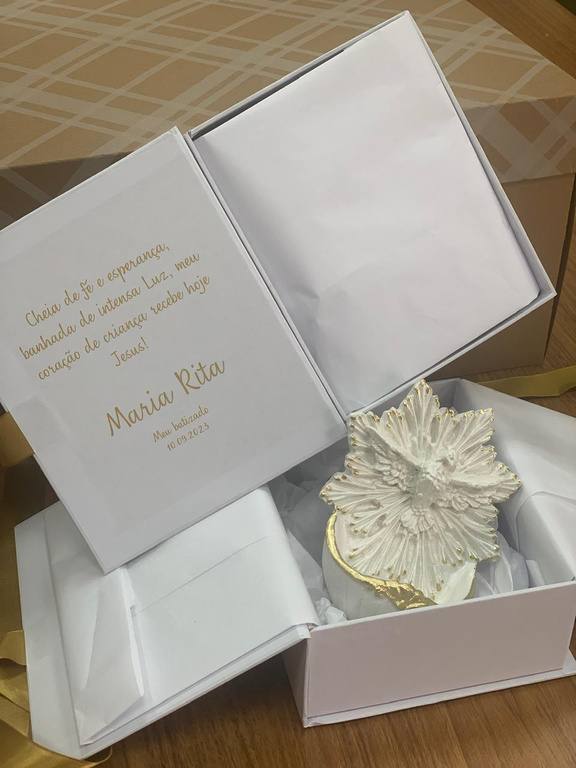 Cheia de fé e esperança,
banhada de intensa Luz, meu
coração de criança recebe hoje
Jesus!
Maria Rita
Meu batizado
10.09.2023